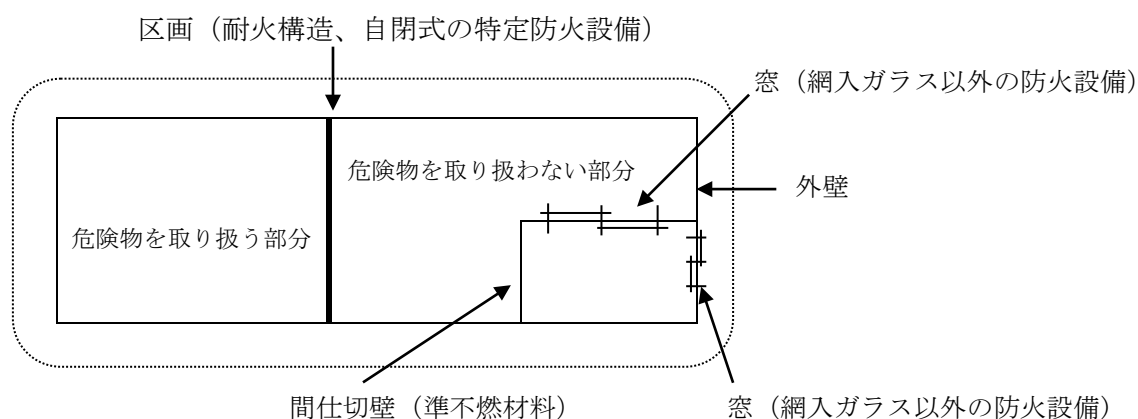 区画（耐火構造、自閉式の特定防火設備）
窓（網入ガラス以外の防火設備）
危険物を取り扱わない部分
外壁
危険物を取り扱う部分
間仕切壁（準不燃材料）
窓（網入ガラス以外の防火設備）